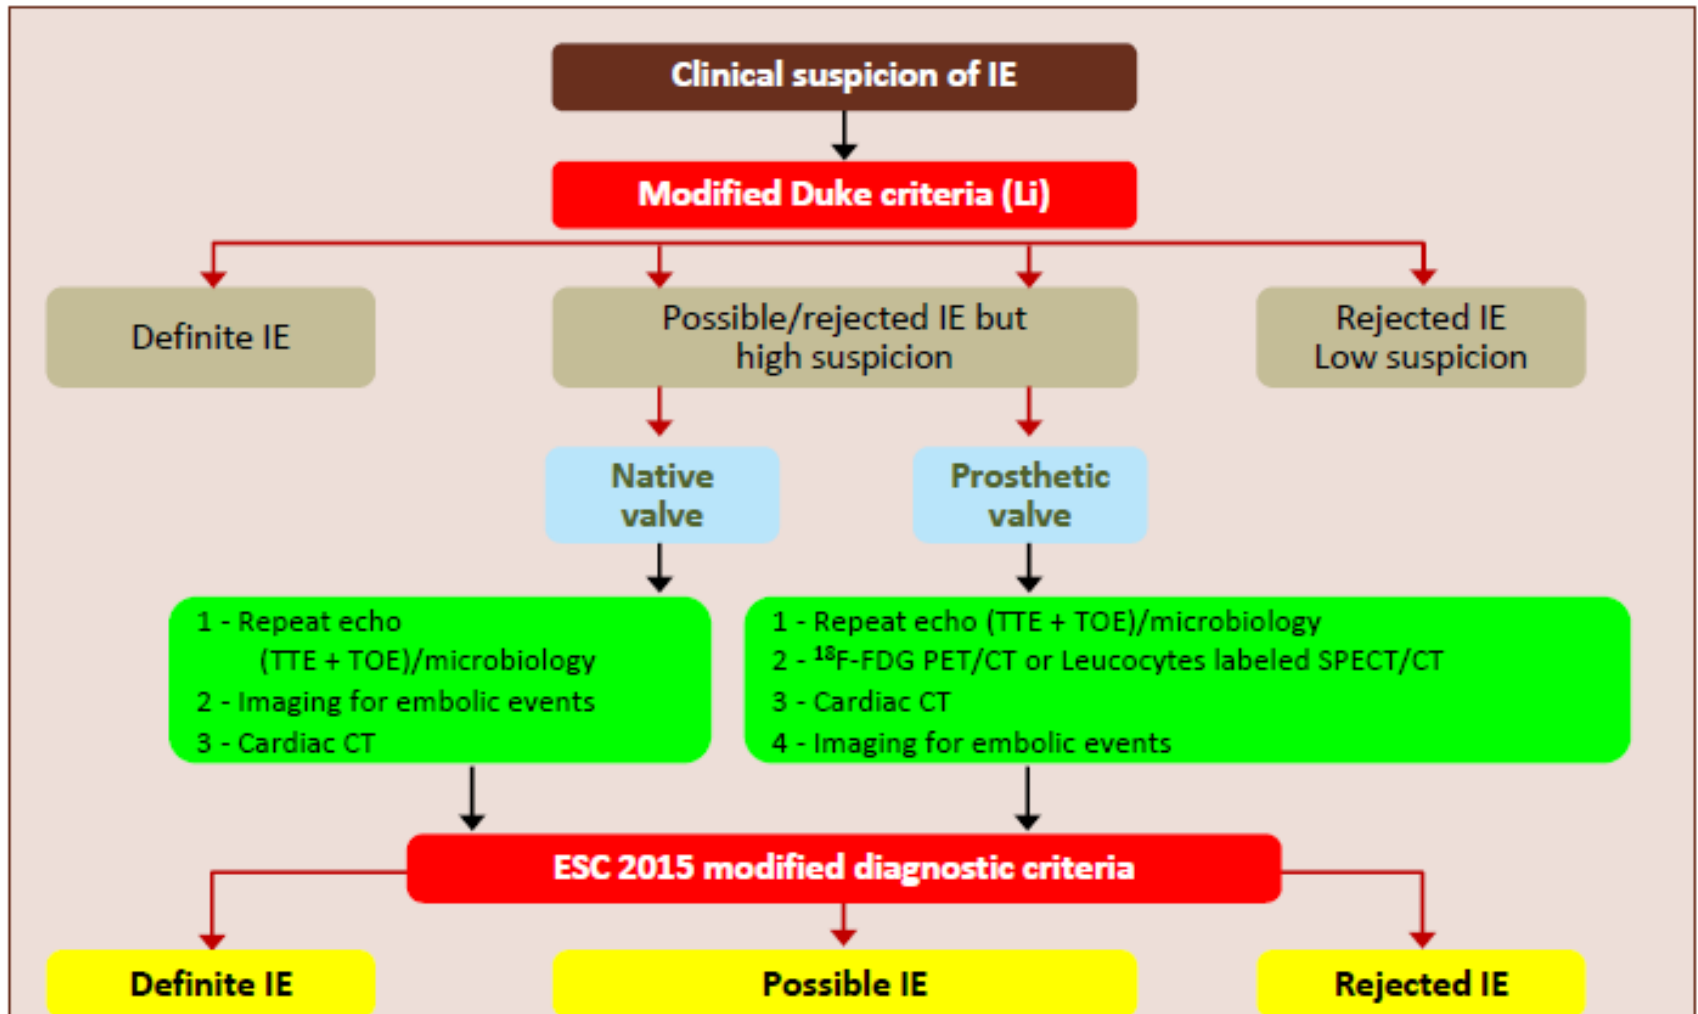 Clinical suspicion of IE
Modified Duke criteria (Li)
Definite IE
Possible/rejected IE but
high suspicion
Rejected IE
Low suspicion
Native
valve
Prosthetic
valve
1 - Repeat echo
(TTE + TOE)/microbiology
2 - Imaging for embolic events
3 - Cardiac CT
1 - Repeat echo (TTE + TOE)/microbiology
2 - ¹⁸F-FDG PET/CT or Leucocytes labeled SPECT/CT
3 - Cardiac CT
4 - Imaging for embolic events
ESC 2015 modified diagnostic criteria
Definite IE
Possible IE
Rejected IE